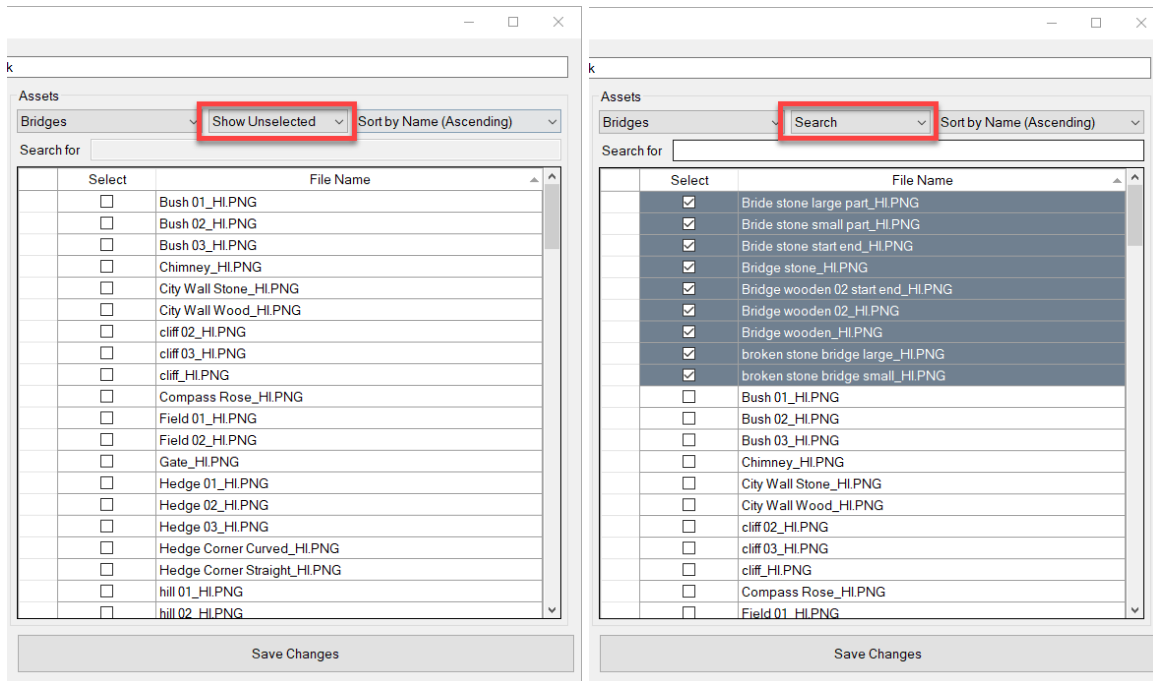 k
Assets
Bridges Show Unselected Sort by Name (Ascending)
Search for
Select File Name
Bush 01_HI.PNG
Bush 02_HI.PNG
Bush 03_HI.PNG
Chimney_HI.PNG
City Wall Stone_HI.PNG
City Wall Wood_HI.PNG
cliff 02_HI.PNG
cliff 03_HI.PNG
cliff_HI.PNG
Compass Rose_HI.PNG
Field 01_HI.PNG
Field 02_HI.PNG
Gate_HI.PNG
Hedge 01_HI.PNG
Hedge 02_HI.PNG
Hedge 03_HI.PNG
Hedge Corner Curved_HI.PNG
Hedge Corner Straight_HI.PNG
hill 01_HI.PNG
hill 02_HI.PNG
Save Changes
k
Assets
Bridges Search Sort by Name (Ascending)
Search for
Select File Name
Bride stone large part_HI.PNG
Bride stone small part_HI.PNG
Bride stone start end_HI.PNG
Bridge stone_HI.PNG
Bridge wooden 02 start end_HI.PNG
Bridge wooden 02_HI.PNG
Bridge wooden_HI.PNG
broken stone bridge large_HI.PNG
broken stone bridge small_HI.PNG
Bush 01_HI.PNG
Bush 02_HI.PNG
Bush 03_HI.PNG
Chimney_HI.PNG
City Wall Stone_HI.PNG
City Wall Wood_HI.PNG
cliff 02_HI.PNG
cliff 03_HI.PNG
cliff_HI.PNG
Compass Rose_HI.PNG
Field 01_HI.PNG
Save Changes